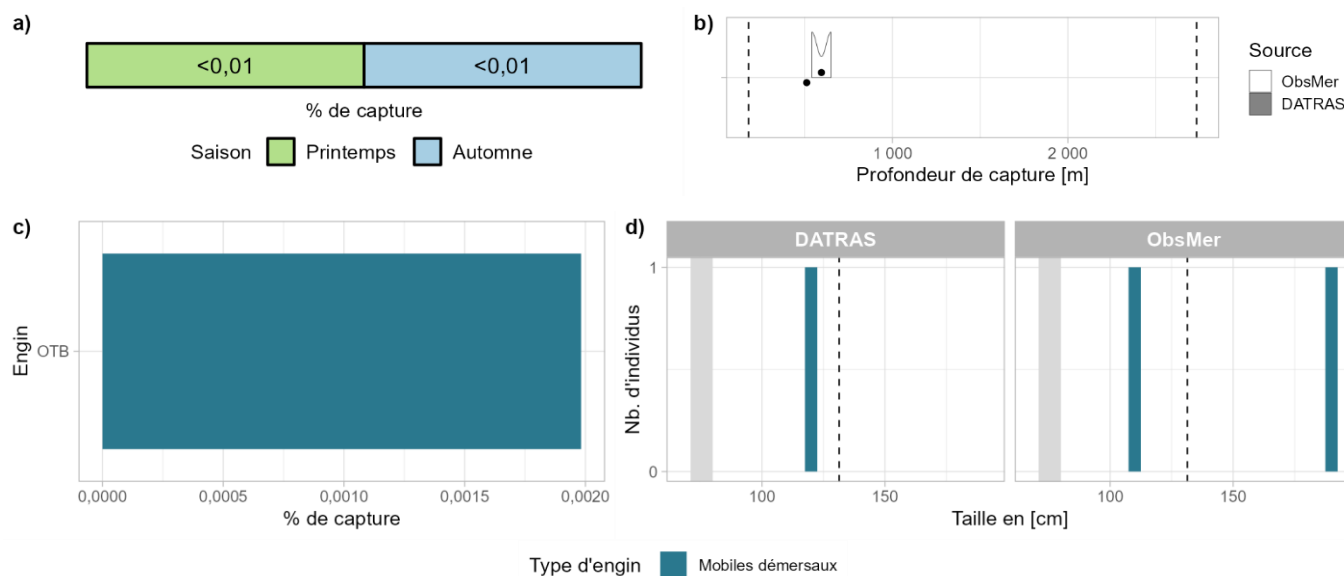 a)
<0,01 <0,01
% de capture
Saison Printemps Automne
b)
1 000 2 000
Profondeur de capture [m]
Source
ObsMer
DATRAS
c)
Engin
OTB
0,0000 0,0005 0,0010 0,0015 0,0020
% de capture
d)
DATRAS ObsMer
Nb. d'individus
1
0
100 150 100 150
Taille en [cm]
Type d'engin Mobiles démersaux